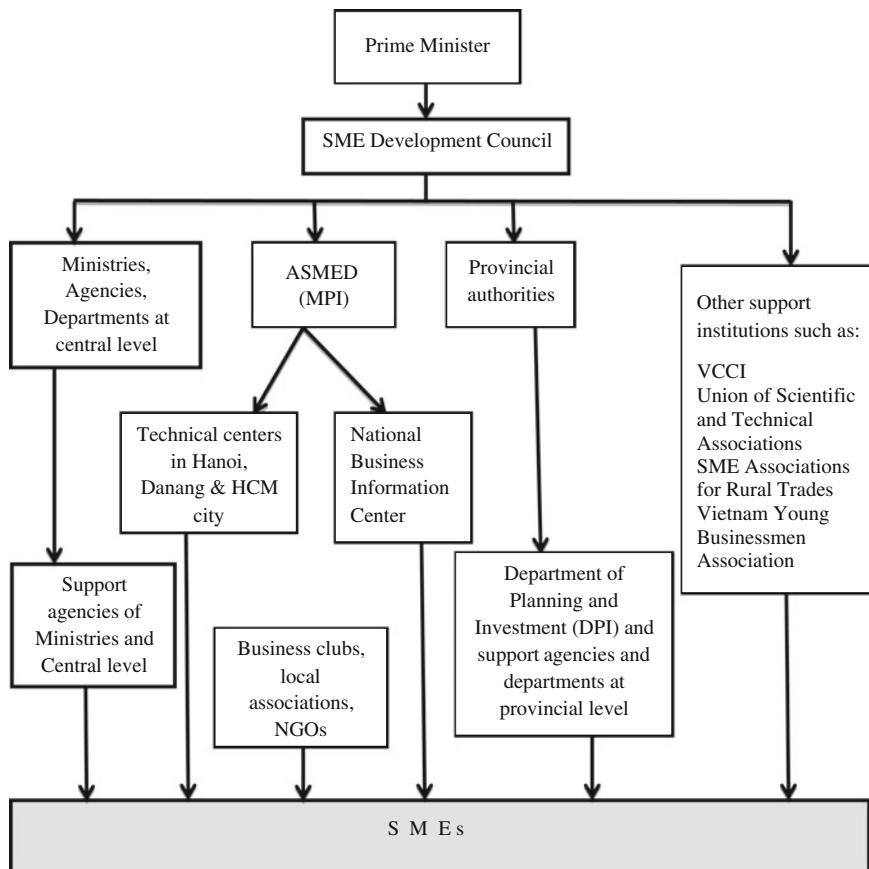 Prime Minister
SME Development Council
Ministries,
Agencies,
Departments at
central level
ASMED
(MPI)
Provincial
authorities
Other support
institutions such as:
VCCI
Union of Scientific
and Technical
Associations
SME Associations
for Rural Trades
Vietnam Young
Businessmen
Association
Technical centers
in Hanoi,
Danang & HCM
city
National
Business
Information
Center
Support
agencies of
Ministries and
Central level
Business clubs,
local
associations,
NGOs
Department of
Planning and
Investment (DPI) and
support agencies and
departments at
provincial level
S M E s